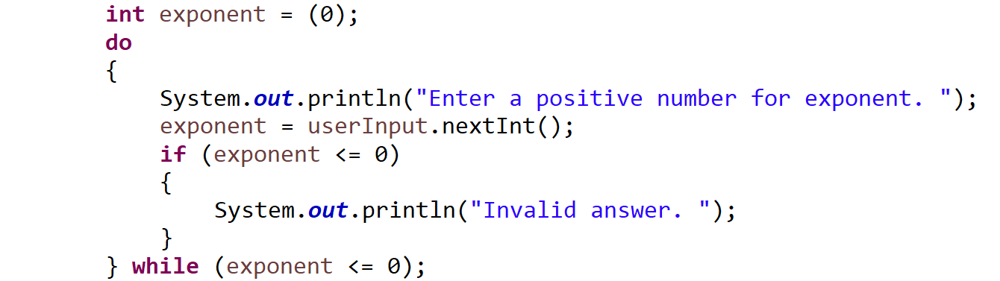 int exponent = (0);
do
{
System.out.println("Enter a positive number for exponent. ");
exponent = userInput.nextInt();
if (exponent <= 0)
{
System.out.println("Invalid answer. ");
}
} while (exponent <= 0);